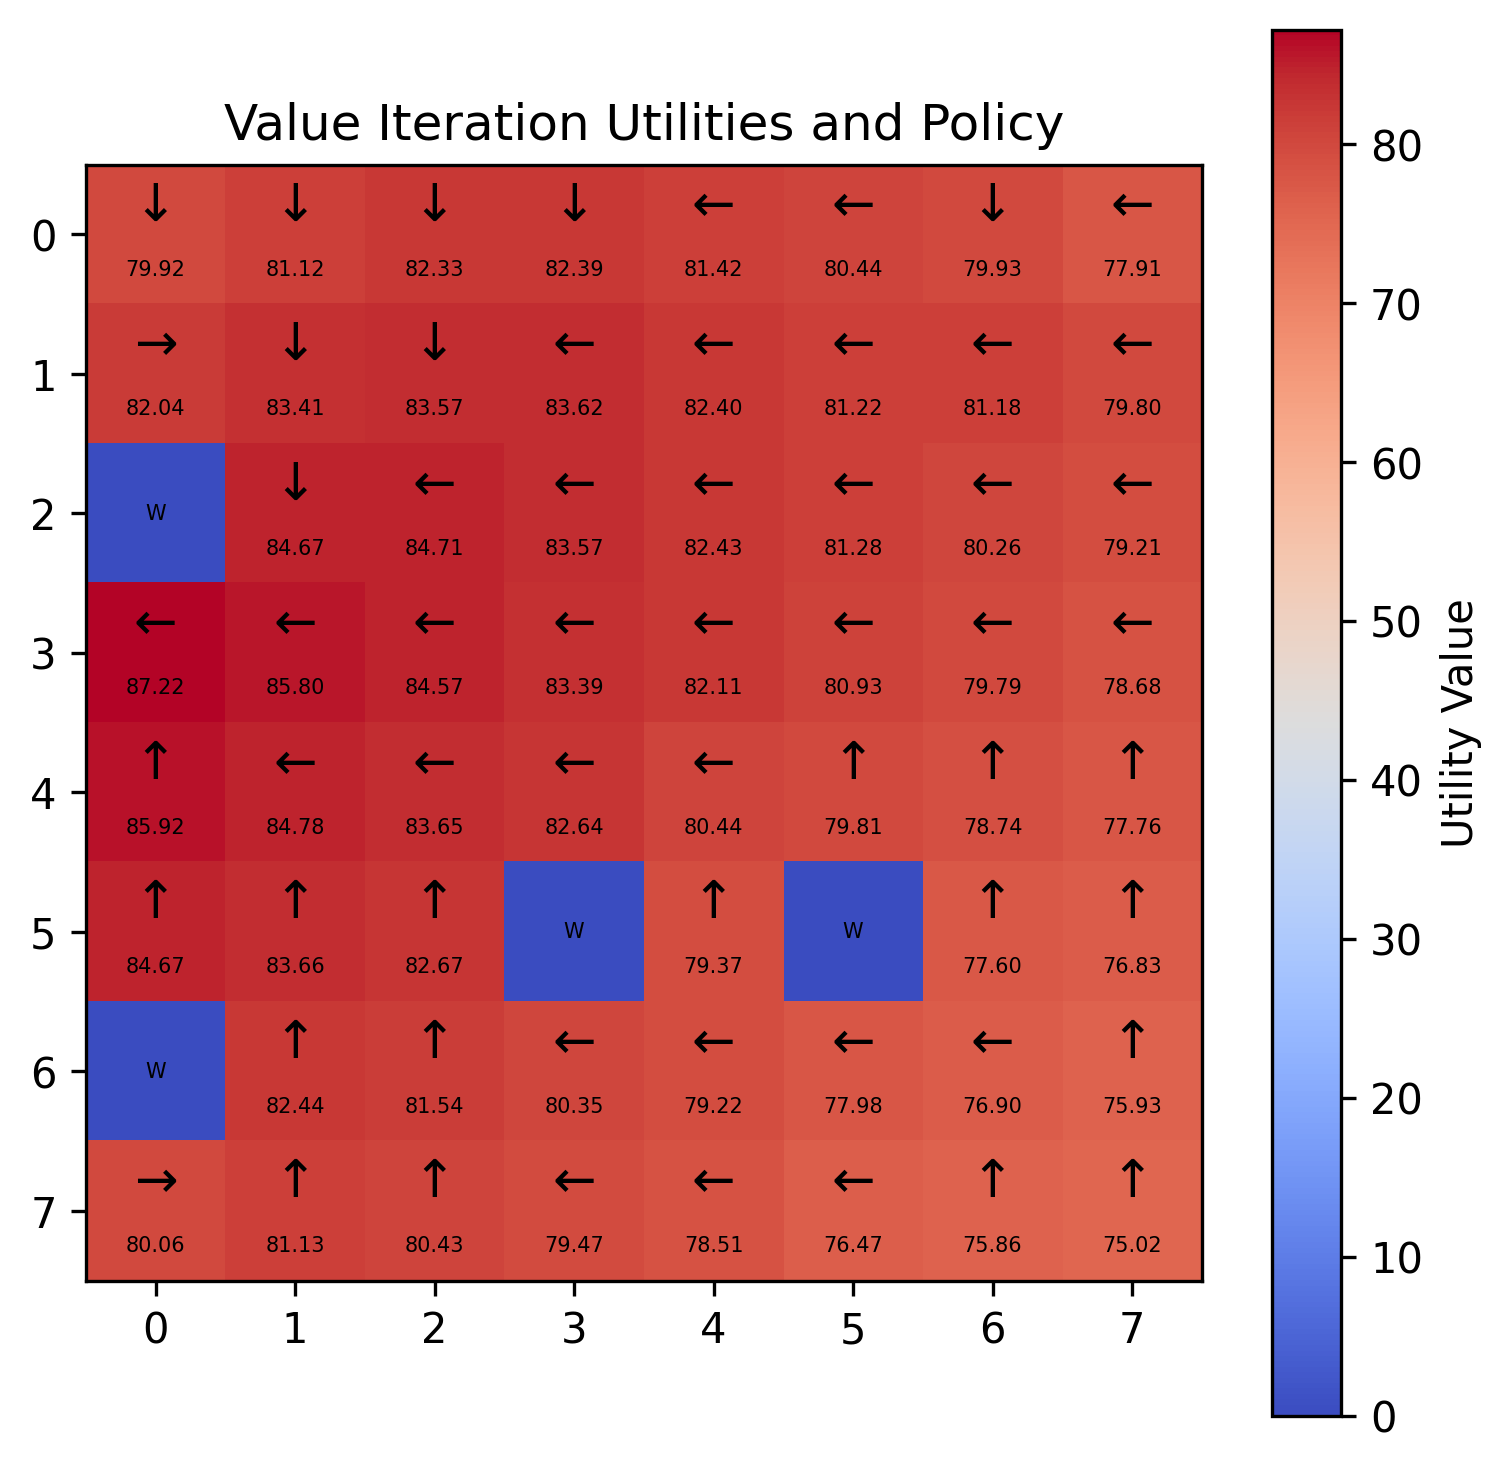 Value Iteration Utilities and Policy
0
↓ ↓ ↓ ↓ ← ← ↓ ←
79.92 81.12 82.33 82.39 81.42 80.44 79.93 77.91
1
→ ↓ ↓ ← ← ← ← ←
82.04 83.41 83.57 83.62 82.40 81.22 81.18 79.80
2
W ↓ ← ← ← ← ← ←
84.67 84.71 83.57 82.43 81.28 80.26 79.21
3
← ← ← ← ← ← ← ←
87.22 85.80 84.57 83.39 82.11 80.93 79.79 78.68
4
↑ ← ← ← ← ↑ ↑ ↑
85.92 84.78 83.65 82.64 80.44 79.81 78.74 77.76
5
↑ ↑ ↑ W ↑ W ↑ ↑
84.67 83.66 82.67 79.37 77.60 76.83
6
W ↑ ↑ ← ← ← ← ↑
82.44 81.54 80.35 79.22 77.98 76.90 75.93
7
→ ↑ ↑ ← ← ← ↑ ↑
80.06 81.13 80.43 79.47 78.51 76.47 75.86 75.02
0 1 2 3 4 5 6 7
80
70
60
50
40
30
20
10
0
Utility Value